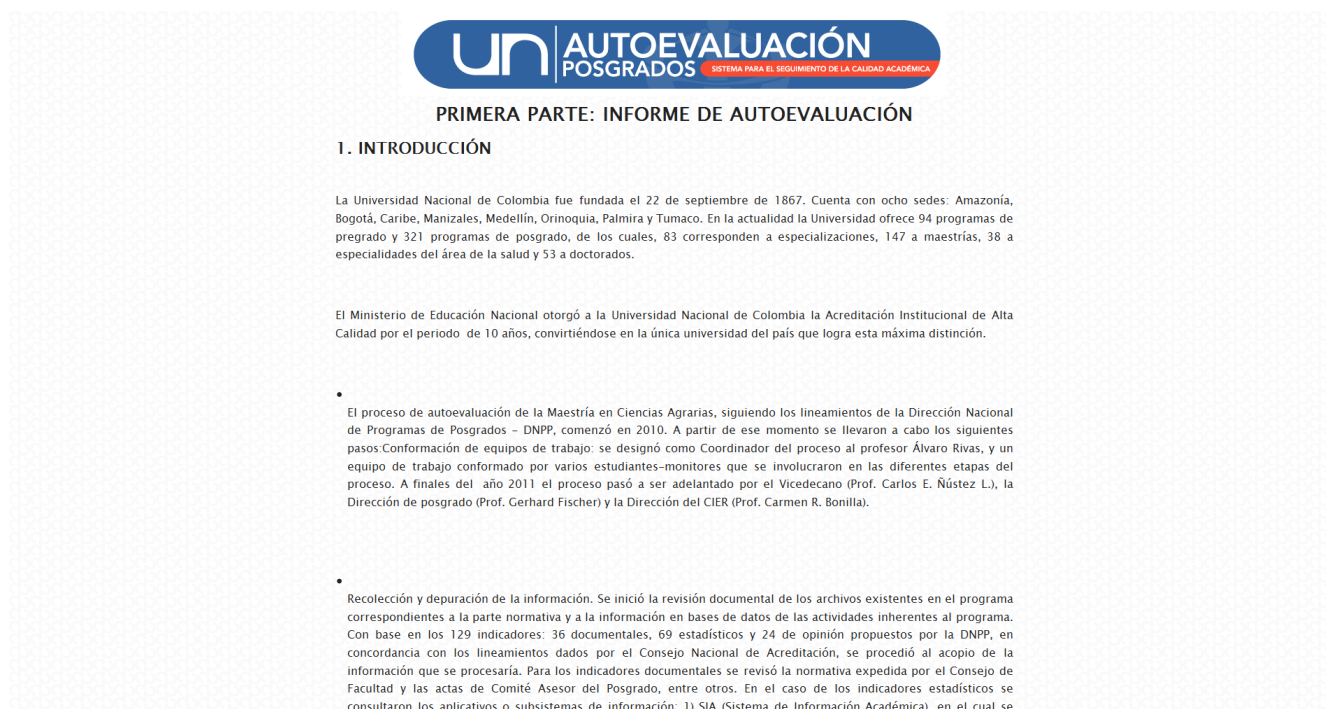 un AUTOEVALUACIÓN
POSGRADOS SISTEMA PARA EL SEGUIMIENTO DE LA CALIDAD ACADÉMICA
PRIMERA PARTE: INFORME DE AUTOEVALUACIÓN
1. INTRODUCCIÓN
La Universidad Nacional de Colombia fue fundada el 22 de septiembre de 1867. Cuenta con ocho sedes: Amazonía,
Bogotá, Caribe, Manizales, Medellín, Orinoquia, Palmira y Tumaco. En la actualidad la Universidad ofrece 94 programas de
pregrado y 321 programas de posgrado, de los cuales, 83 corresponden a especializaciones, 147 a maestrías, 38 a
especialidades del área de la salud y 53 a doctorados.
El Ministerio de Educación Nacional otorgó a la Universidad Nacional de Colombia la Acreditación Institucional de Alta
Calidad por el periodo  de 10 años, convirtiéndose en la única universidad del país que logra esta máxima distinción.
•
El proceso de autoevaluación de la Maestría en Ciencias Agrarias, siguiendo los lineamientos de la Dirección Nacional
de Programas de Posgrados – DNPP, comenzó en 2010. A partir de ese momento se llevaron a cabo los siguientes
pasos:Conformación de equipos de trabajo: se designó como Coordinador del proceso al profesor Álvaro Rivas, y un
equipo de trabajo conformado por varios estudiantes-monitores que se involucraron en las diferentes etapas del
proceso. A finales del  año 2011 el proceso pasó a ser adelantado por el Vicedecano (Prof. Carlos E. Ñústez L.), la
Dirección de posgrado (Prof. Gerhard Fischer) y la Dirección del CIER (Prof. Carmen R. Bonilla).
•
Recolección y depuración de la información. Se inició la revisión documental de los archivos existentes en el programa
correspondientes a la parte normativa y a la información en bases de datos de las actividades inherentes al programa.
Con base en los 129 indicadores: 36 documentales, 69 estadísticos y 24 de opinión propuestos por la DNPP, en
concordancia con los lineamientos dados por el Consejo Nacional de Acreditación, se procedió al acopio de la
información que se procesaría. Para los indicadores documentales se revisó la normativa expedida por el Consejo de
Facultad y las actas de Comité Asesor del Posgrado, entre otros. En el caso de los indicadores estadísticos se
consultaron los aplicativos o subsistemas de información: 1) SIA (Sistema de Información Académica), en el cual se